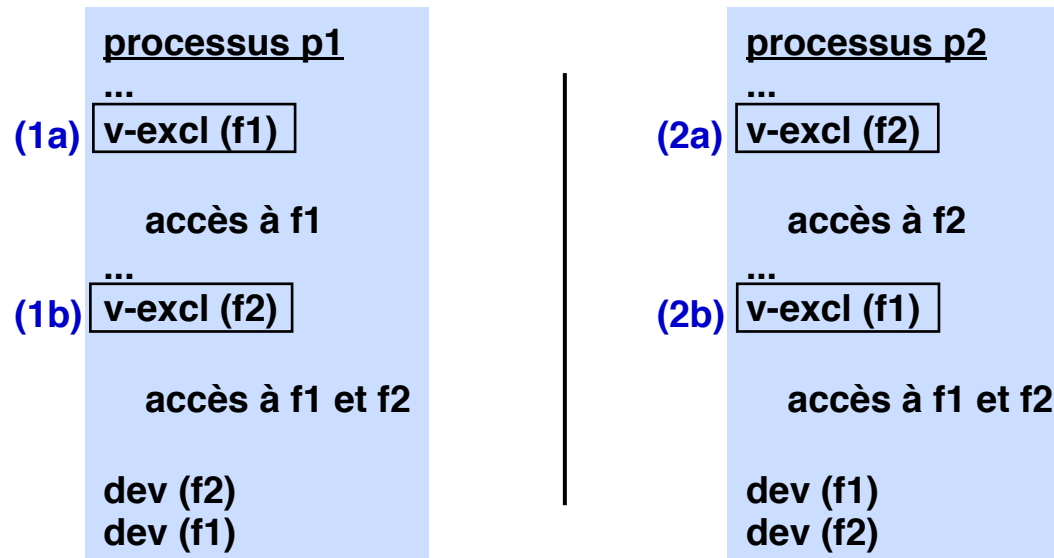 processus p1
...
(1a) v-excl (f1)
accès à f1
...
(1b) v-excl (f2)
accès à f1 et f2
dev (f2)
dev (f1)
processus p2
...
(2a) v-excl (f2)
accès à f2
...
(2b) v-excl (f1)
accès à f1 et f2
dev (f1)
dev (f2)